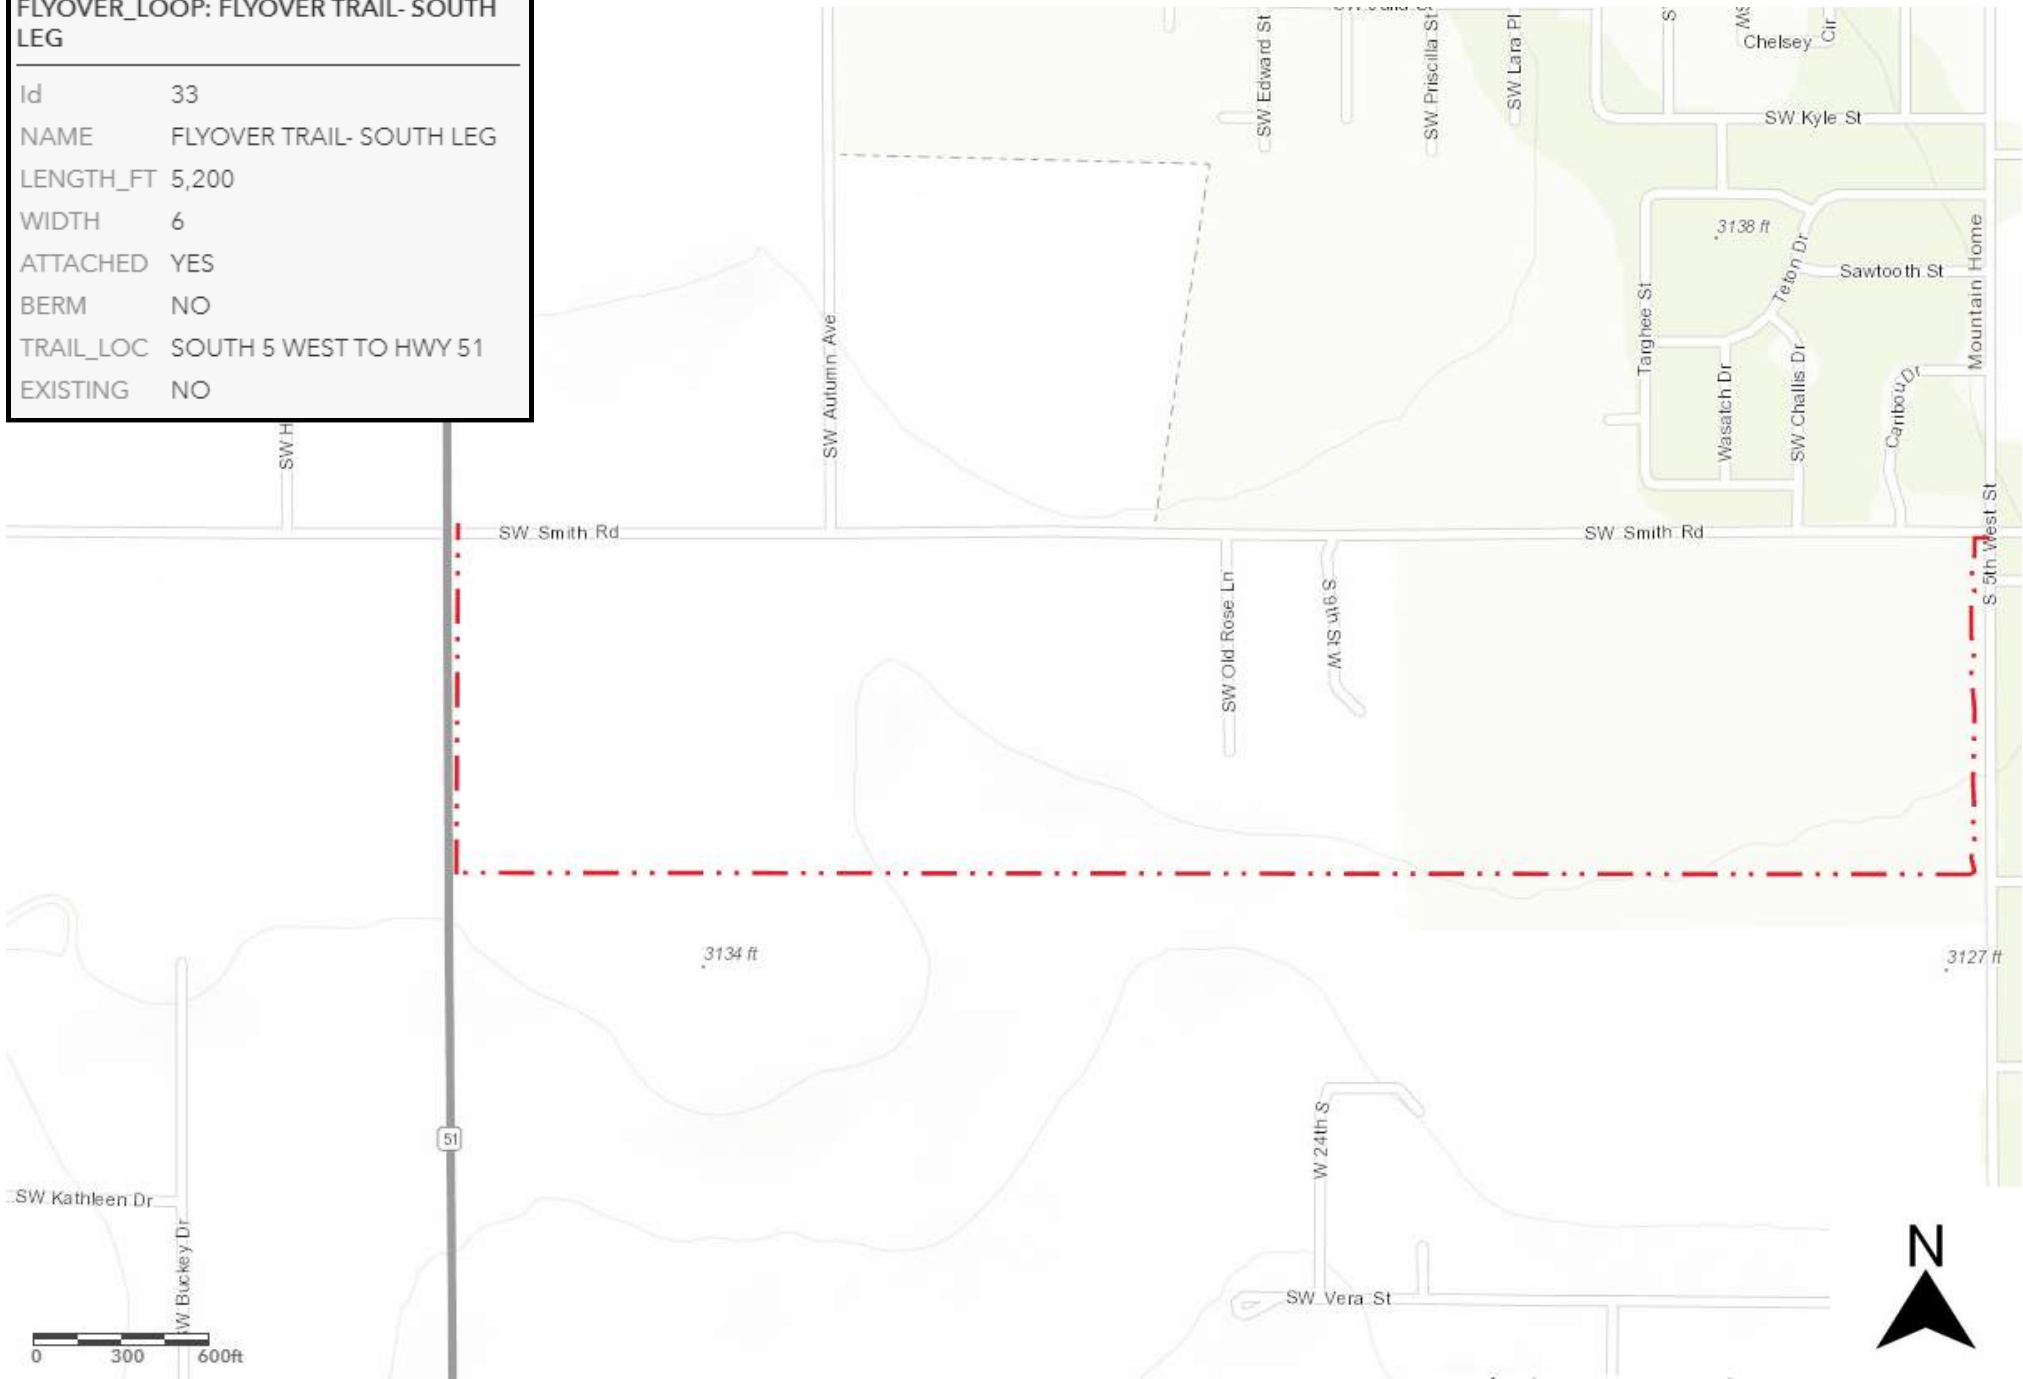 FLYOVER_LOOP: FLYOVER TRAIL- SOUTH
LEG
Id 33
NAME FLYOVER TRAIL- SOUTH LEG
LENGTH_FT 5,200
WIDTH 6
ATTACHED YES
BERM NO
TRAIL_LOC SOUTH 5 WEST TO HWY 51
EXISTING NO
SW Edward St
SW Priscilla St
SW Lara Pl
Chelsey
Cir
SW Kyle St
3138 ft
Teton Dr
Sawtooth St
Mountain Home
Targhee St
Wasatch Dr
SW Challis Dr
Caribou Dr
SW Autumn Ave
SW H
SW Smith Rd
SW Smith Rd
S 5th West St
SW Old Rose Ln
S 9th St W
3134 ft
3127 ft
51
W 24th S
SW Kathleen Dr
SW Buckey Dr
SW Vera St
0 300 600ft
N